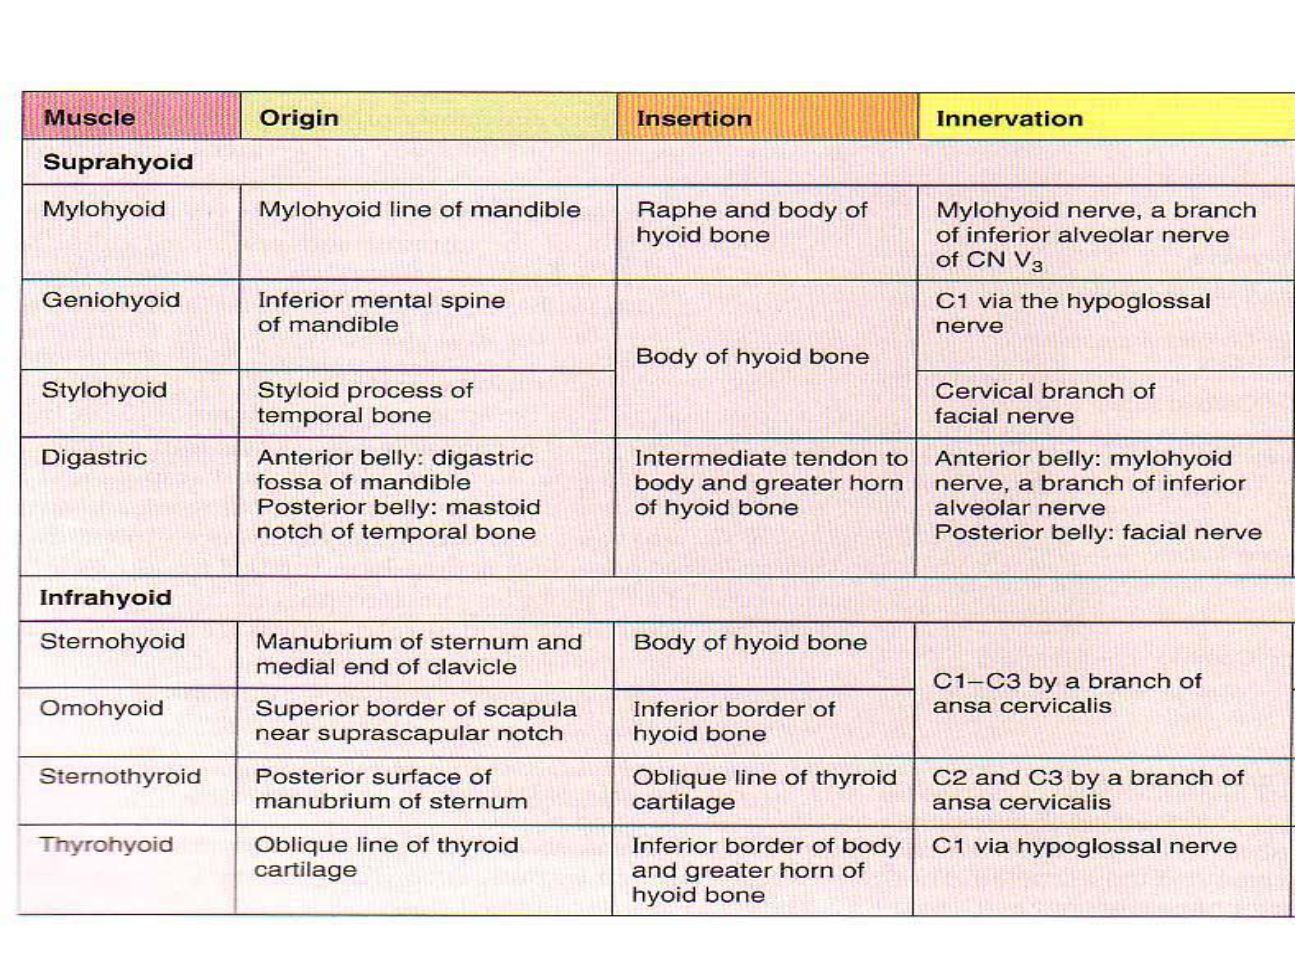 Muscle Origin Insertion Innervation
Suprahyoid
Mylohyoid
Mylohyoid line of mandible
Raphe and body of
hyoid bone
Mylohyoid nerve, a branch
of inferior alveolar nerve
of CN V3
Geniohyoid
Inferior mental spine
of mandible
Body of hyoid bone
C1 via the hypoglossal
nerve
Stylohyoid
Styloid process of
temporal bone
Cervical branch of
facial nerve
Digastric
Anterior belly: digastric
fossa of mandible
Posterior belly: mastoid
notch of temporal bone
Intermediate tendon to
body and greater horn
of hyoid bone
Anterior belly: mylohyoid
nerve, a branch of inferior
alveolar nerve
Posterior belly: facial nerve
Infrahyoid
Sternohyoid
Manubrium of sternum and
medial end of clavicle
Body of hyoid bone
C1–C3 by a branch of
ansa cervicalis
Omohyoid
Superior border of scapula
near suprascapular notch
Inferior border of
hyoid bone
Sternothyroid
Posterior surface of
manubrium of sternum
Oblique line of thyroid
cartilage
C2 and C3 by a branch of
ansa cervicalis
Thyrohyoid
Oblique line of thyroid
cartilage
Inferior border of body
and greater horn of
hyoid bone
C1 via hypoglossal nerve